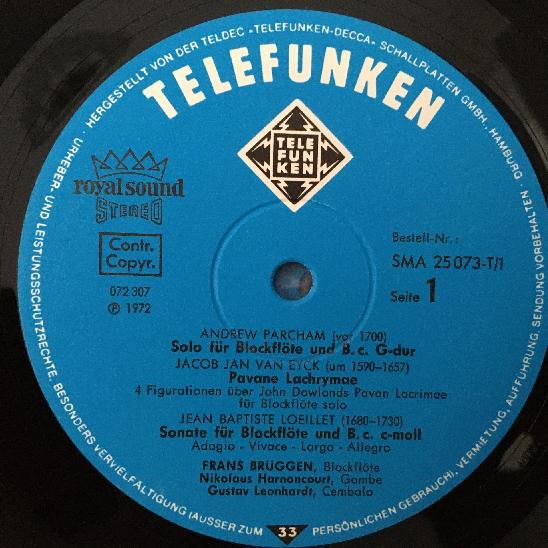 · HERGESTELLT VON DER TELDEC »TELEFUNKEN-DECCA« SCHALLPLATTEN GMBH., HAMBURG ·
TELEFUNKEN
TELE
FUN
KEN
royal sound
STEREO
Contr.
Copyr.
072 307
℗ 1972
Bestell-Nr.:
SMA 25 073-T/1
Seite 1
ANDREW PARCHAM (vor 1700)
Solo für Blockflöte und B. c. G-dur
JACOB JAN VAN EYCK (um 1590–1657)
Pavane Lachrymae
4 Figurationen über John Dowlands Pavan Lacrimae
für Blockflöte solo
JEAN BAPTISTE LOEILLET (1680–1730)
Sonate für Blockflöte und B. c. c-moll
Adagio - Vivace - Largo - Allegro
FRANS BRÜGGEN, Blockflöte
Nikolaus Harnoncourt, Gambe
Gustav Leonhardt, Cembalo
URHEBER- UND LEISTUNGSSCHUTZRECHTE, BESONDERS VERVIELFÄLTIGUNG (AUSSER ZUM PERSÖNLICHEN GEBRAUCH), VERMIETUNG, AUFFÜHRUNG, SENDUNG VORBEHALTEN ·
33